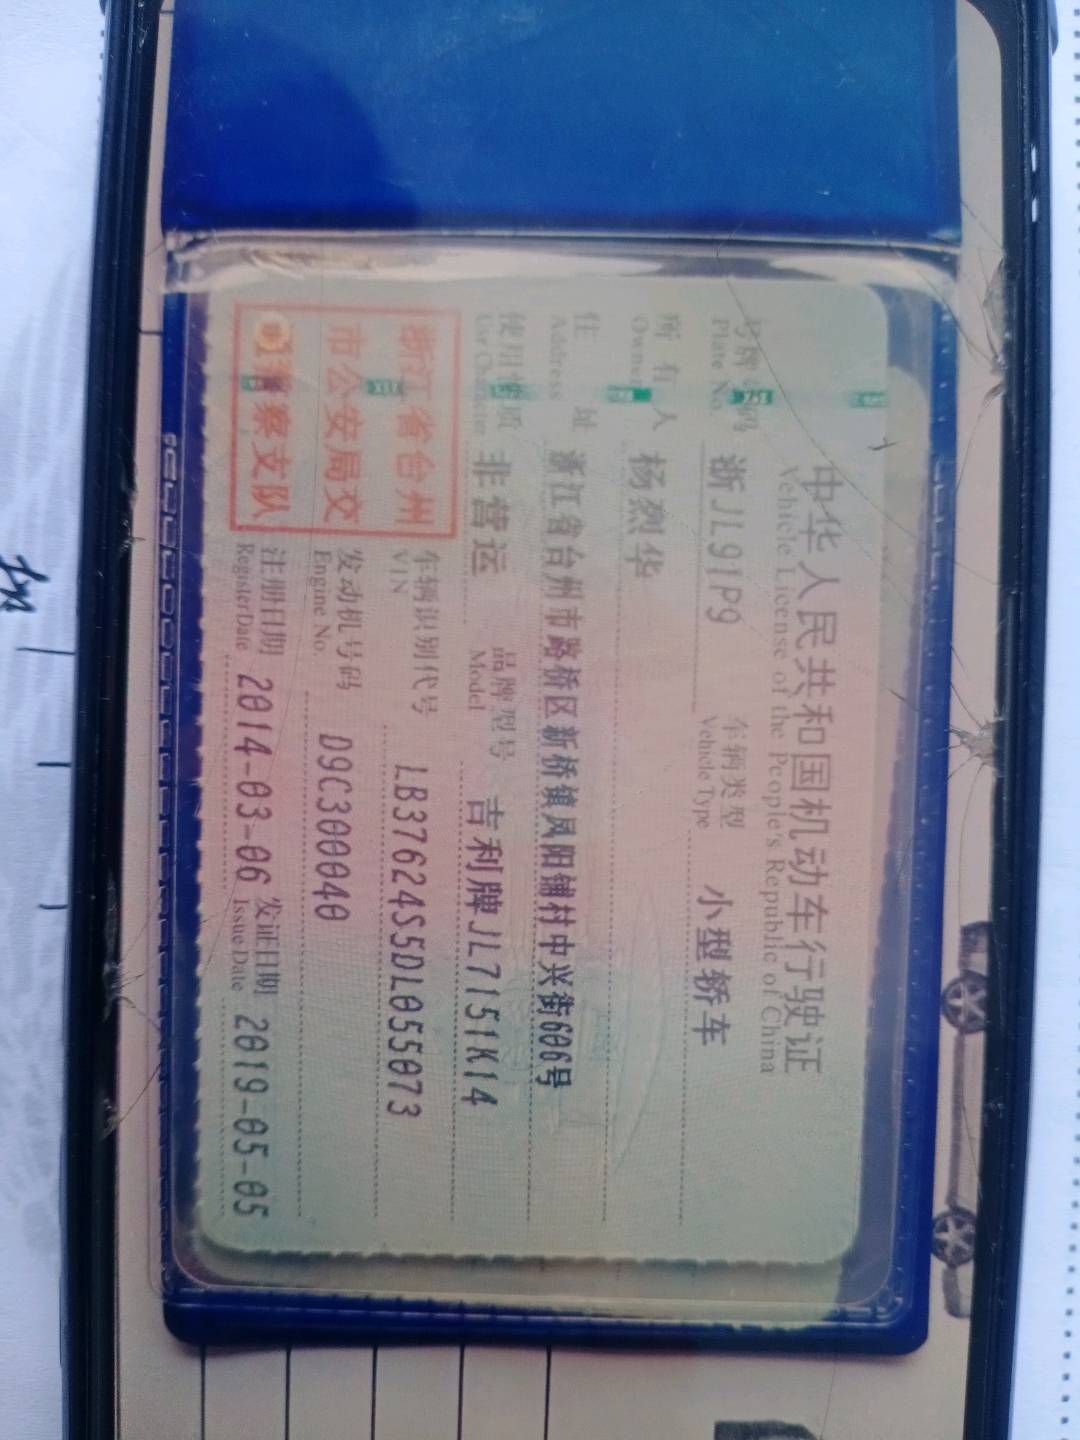 中华人民共和国机动车行驶证
Vehicle License of the People's Republic of China
号牌号码 浙JL91P9 车辆类型 小型轿车
Plate No. Vehicle Type
所有人 杨烈华
Owner
住址 浙江省台州市路桥区新桥镇凤阳铺村中兴街606号
Address
使用性质 非营运 品牌型号 吉利牌JL7151K14
Use Character Model
浙江省台州
市公安局交
警察支队
车辆识别代号 LB37624S5DL055073
VIN
发动机号码 D9C300040
Engine No.
注册日期 2014-03-06 发证日期 2019-05-05
Register Date Issue Date